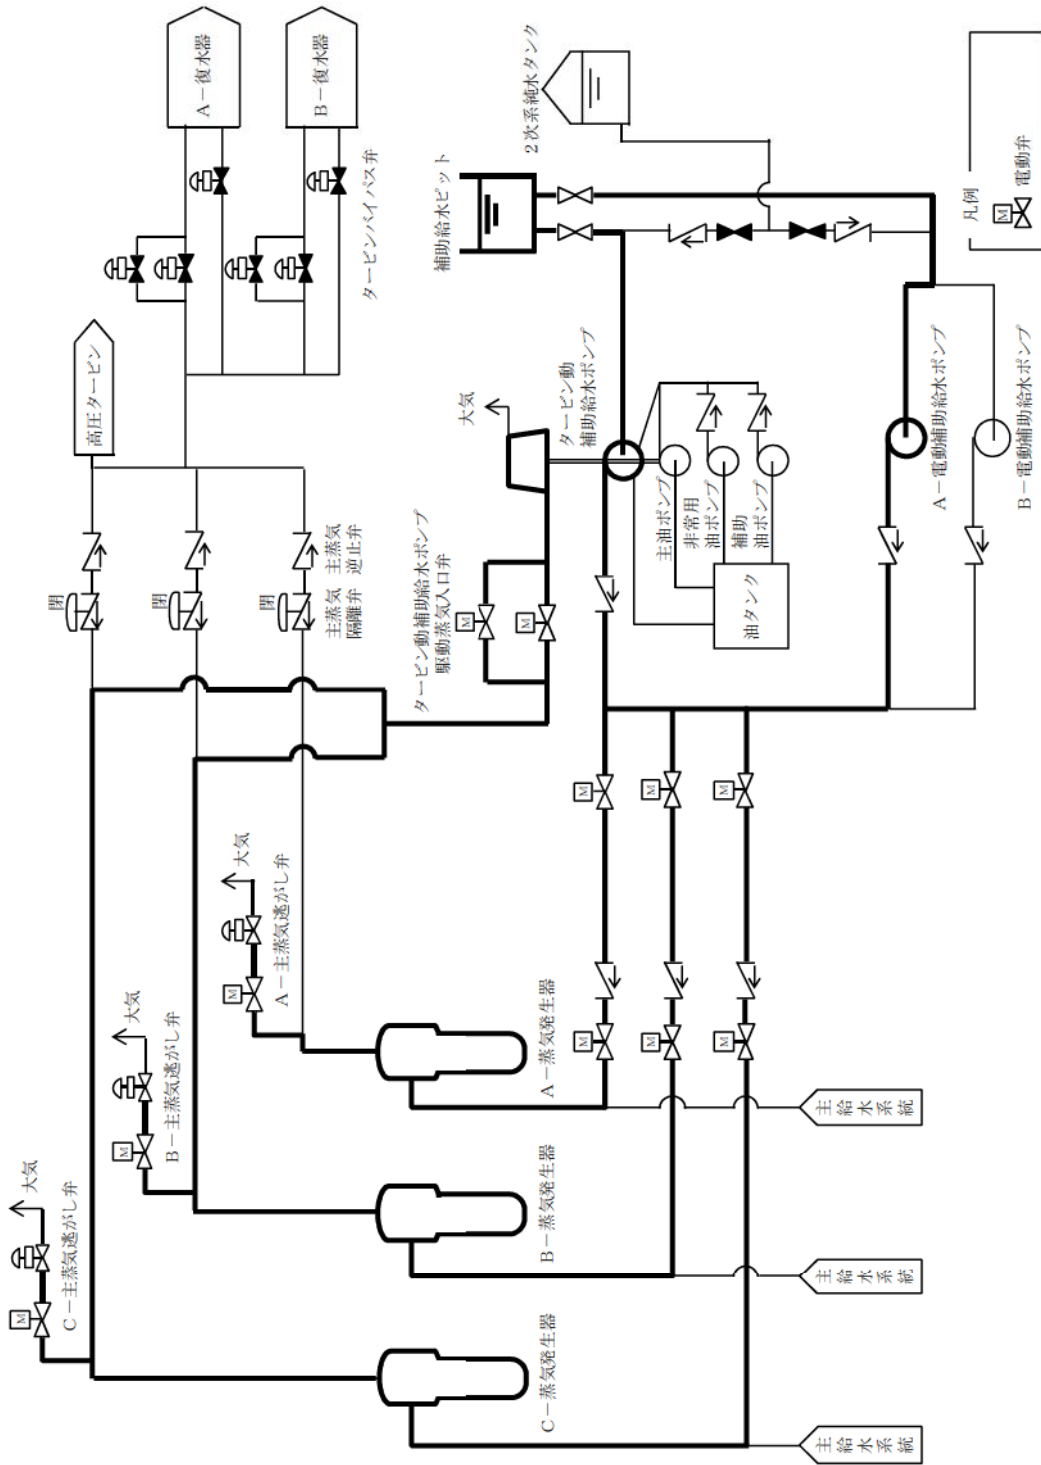 A－復水器
B－復水器
タービンバイパス弁
高圧タービン
2次系純水タンク
補助給水ピット
凡例
M
電動弁
大気
タービン動
補助給水ポンプ
主油ポンプ
非常用
油ポンプ
補助
油ポンプ
油タンク
A－電動補助給水ポンプ
B－電動補助給水ポンプ
閉
閉
閉
主蒸気
逆止弁
主蒸気
隔離弁
タービン動補助給水ポンプ
駆動蒸気入口弁
M
M
M
M
M
大気
M
A－主蒸気逃がし弁
大気
M
B－主蒸気逃がし弁
大気
M
C－主蒸気逃がし弁
A－蒸気発生器
B－蒸気発生器
C－蒸気発生器
M
M
M
主給水系統
主給水系統
主給水系統